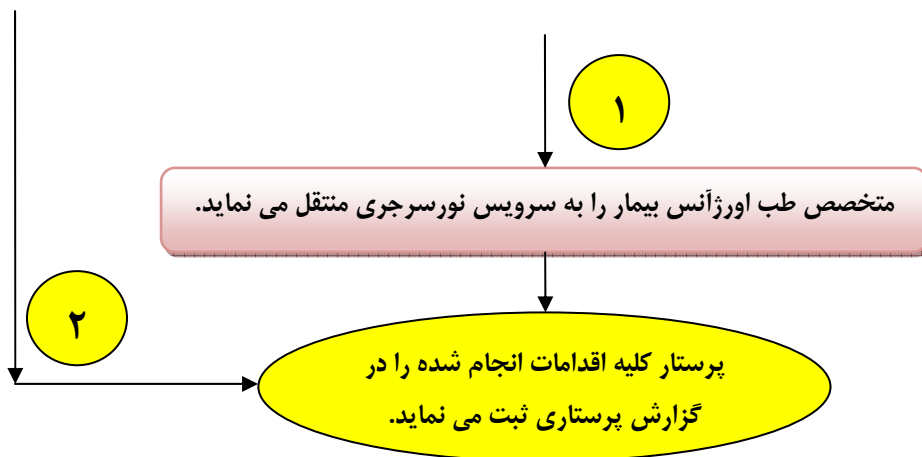 ۱
متخصص طب اورژآنس بیمار را به سرویس نورسرجری منتقل می نماید.
۲
پرستار کلیه اقدامات انجام شده را در
گزارش پرستاری ثبت می نماید.